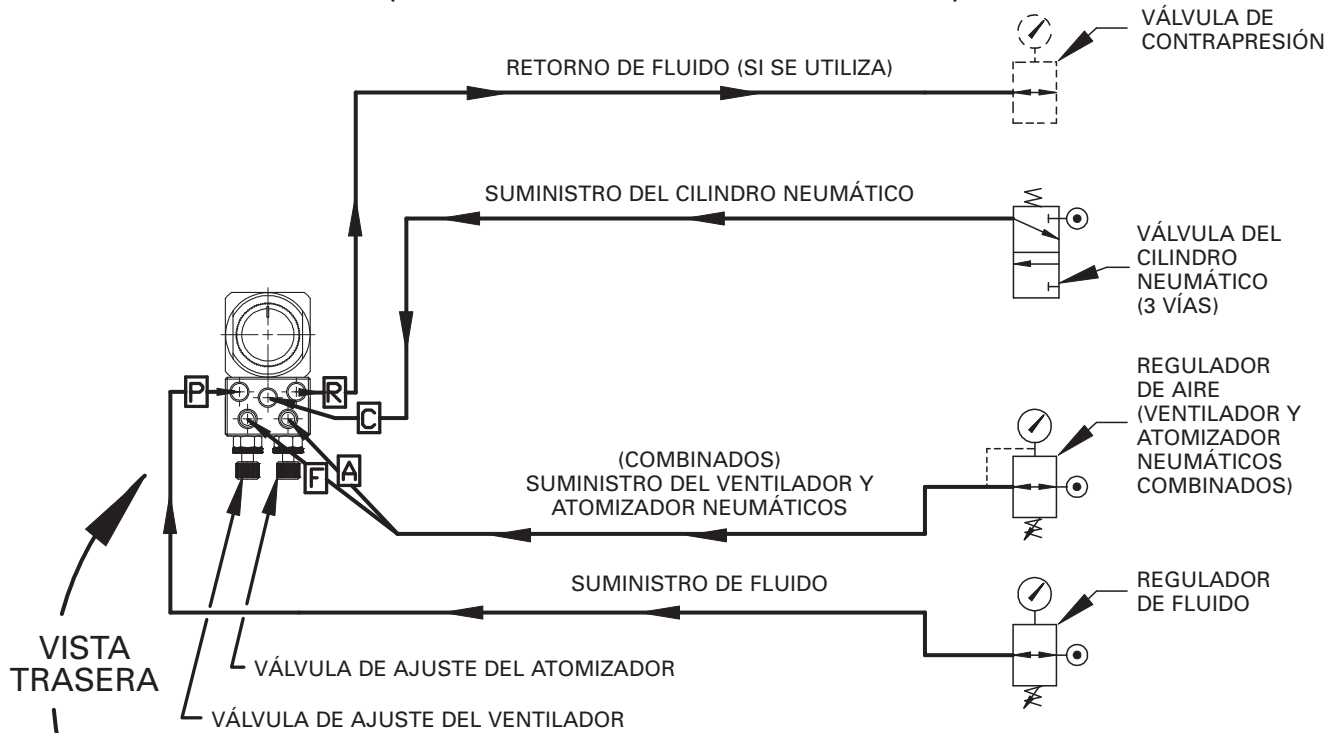 VÁLVULA DE
CONTRAPRESIÓN
RETORNO DE FLUIDO (SI SE UTILIZA)
SUMINISTRO DEL CILINDRO NEUMÁTICO
VÁLVULA DEL
CILINDRO
NEUMÁTICO
(3 VÍAS)
P
R
C
F
A
REGULADOR
DE AIRE
(VENTILADOR Y
ATOMIZADOR
NEUMÁTICOS
COMBINADOS)
(COMBINADOS)
SUMINISTRO DEL VENTILADOR Y
ATOMIZADOR NEUMÁTICOS
SUMINISTRO DE FLUIDO
REGULADOR
DE FLUIDO
VISTA
TRASERA
VÁLVULA DE AJUSTE DEL ATOMIZADOR
VÁLVULA DE AJUSTE DEL VENTILADOR